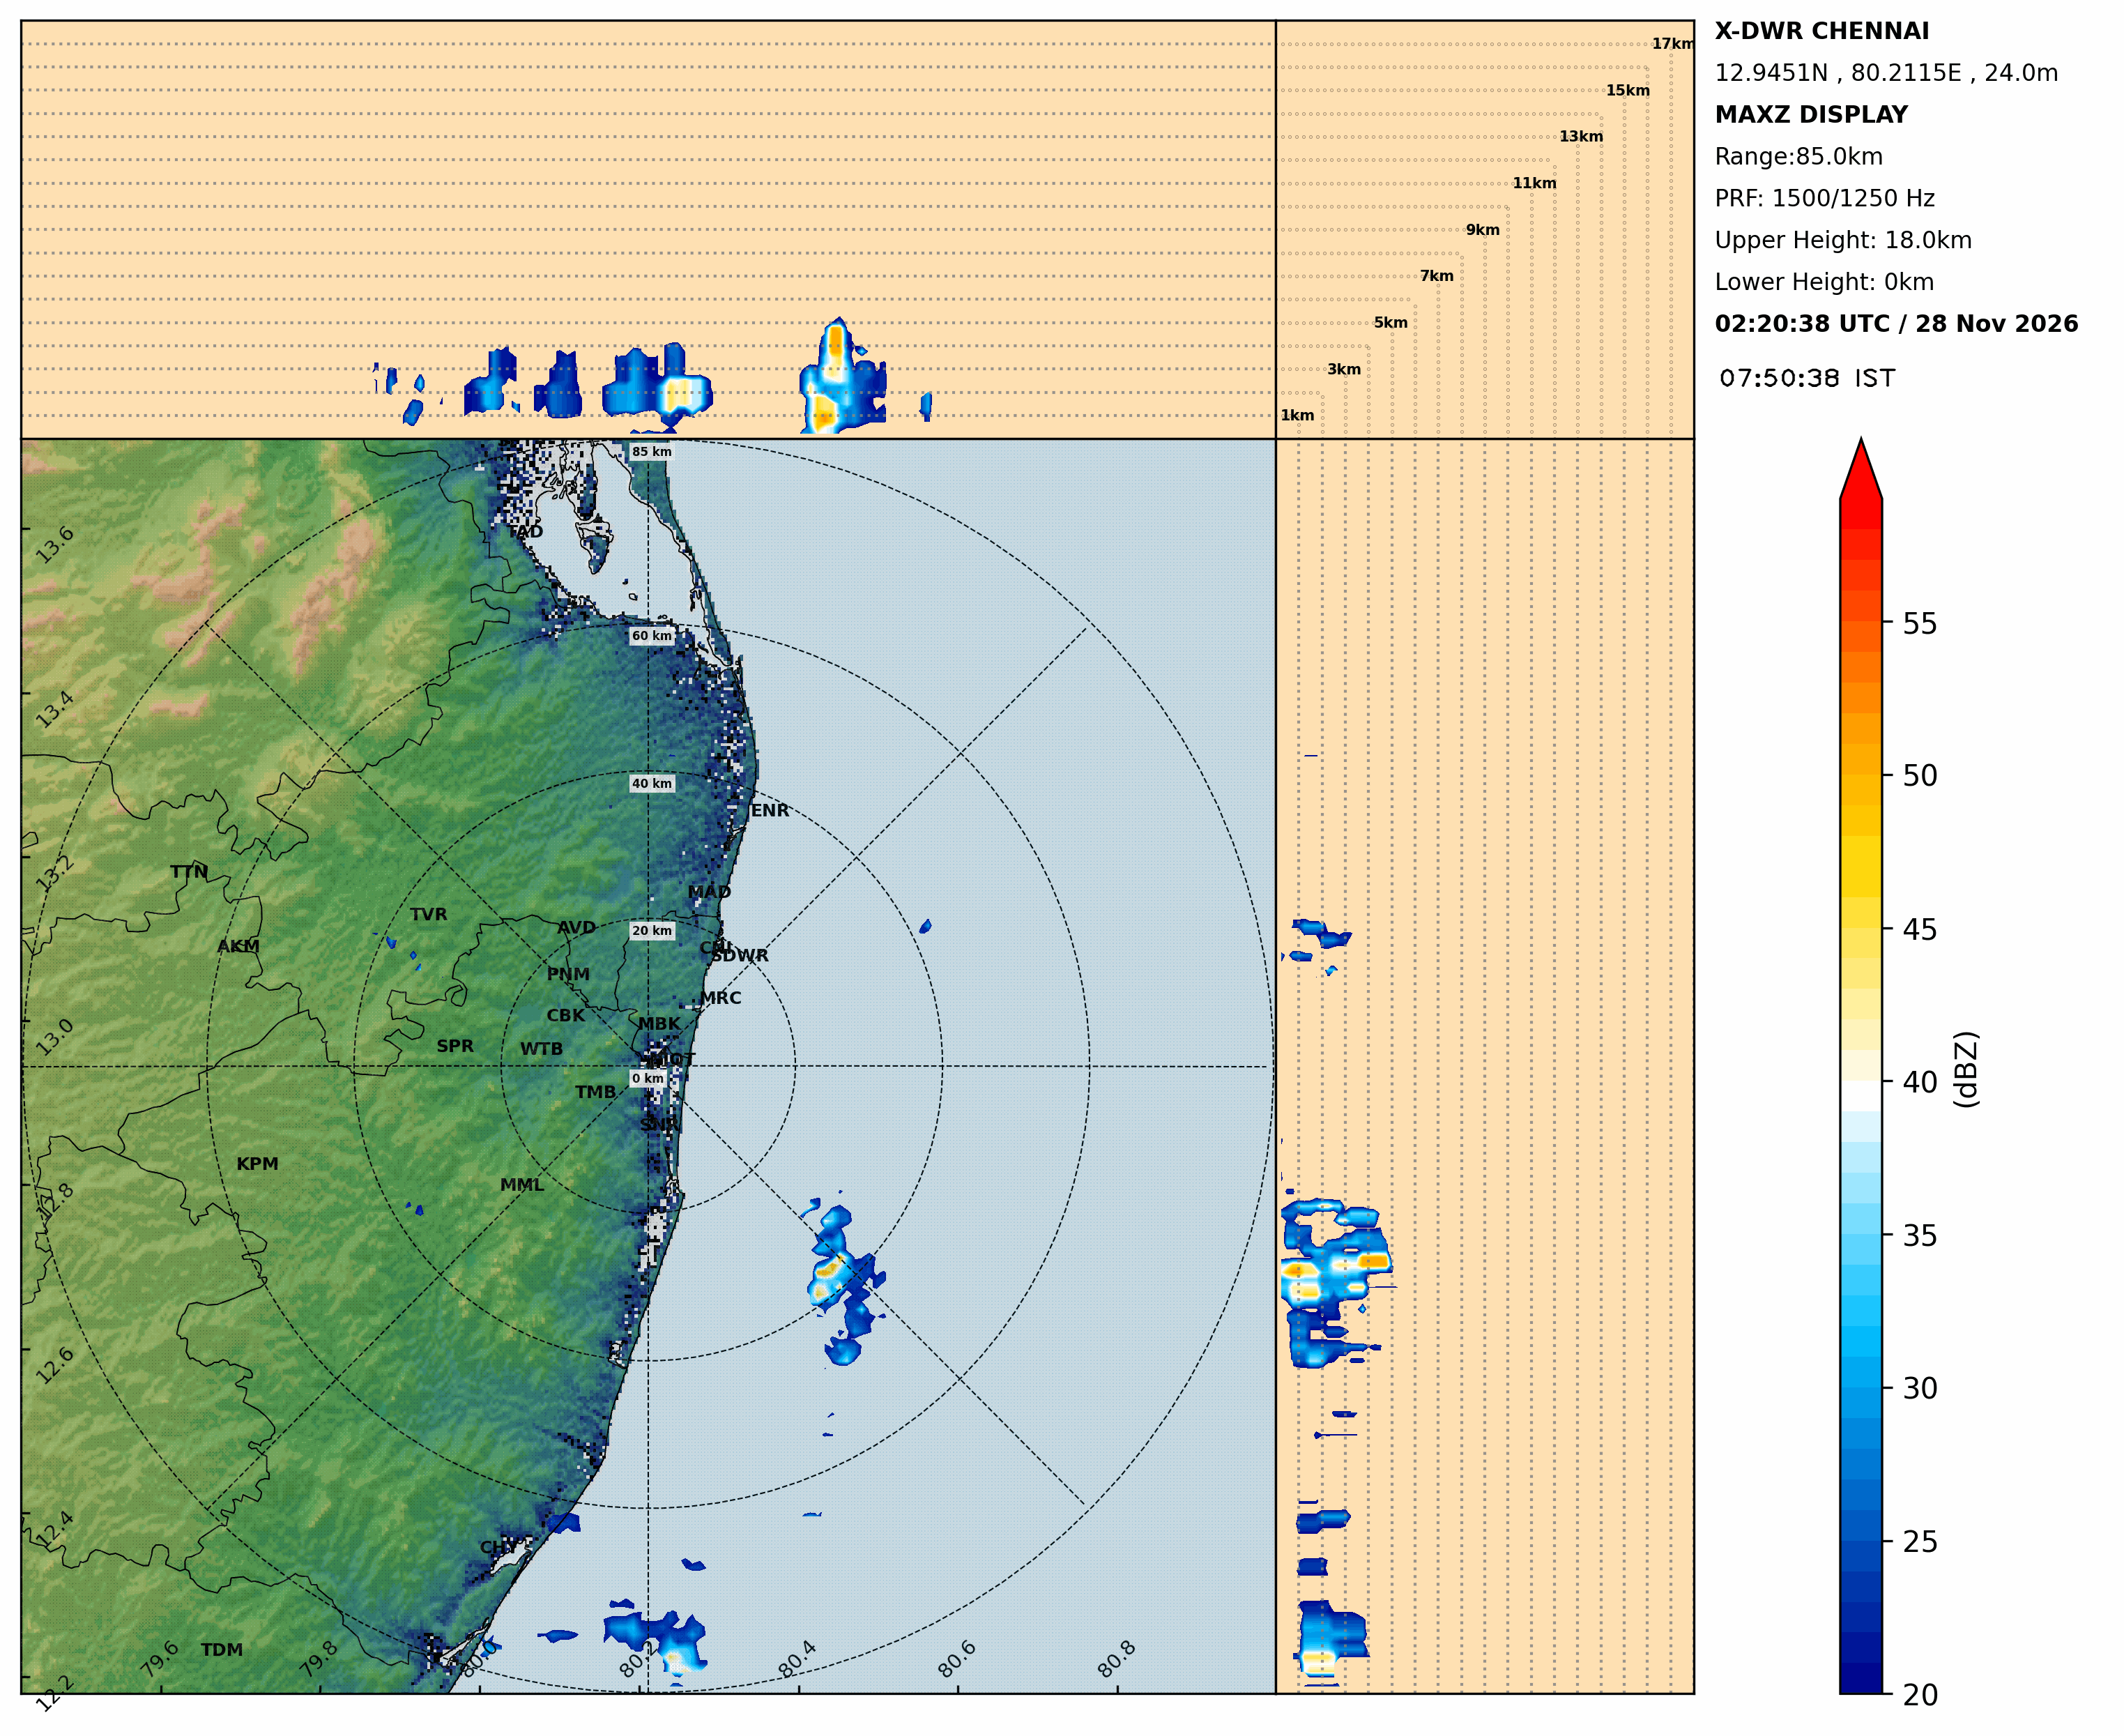 X-DWR CHENNAI
12.9451N , 80.2115E , 24.0m
MAXZ DISPLAY
Range:85.0km
PRF: 1500/1250 Hz
Upper Height: 18.0km
Lower Height: 0km
02:20:38 UTC / 28 Nov 2026
07:50:38 IST
17km
15km
13km
11km
9km
7km
5km
3km
1km
85 km
60 km
40 km
20 km
0 km
TAD
ENR
TTN
MAD
TVR
AVD
AKM
SDWR
PNM
MRC
CBK
MBK
SPR
WTB
TMB
SNR
KPM
MML
CHY
TDM
13.6
13.4
13.2
13.0
12.8
12.6
12.4
12.2
79.6
79.8
80.2
80.4
80.6
80.8
55
50
45
40
35
30
25
20
(dBZ)